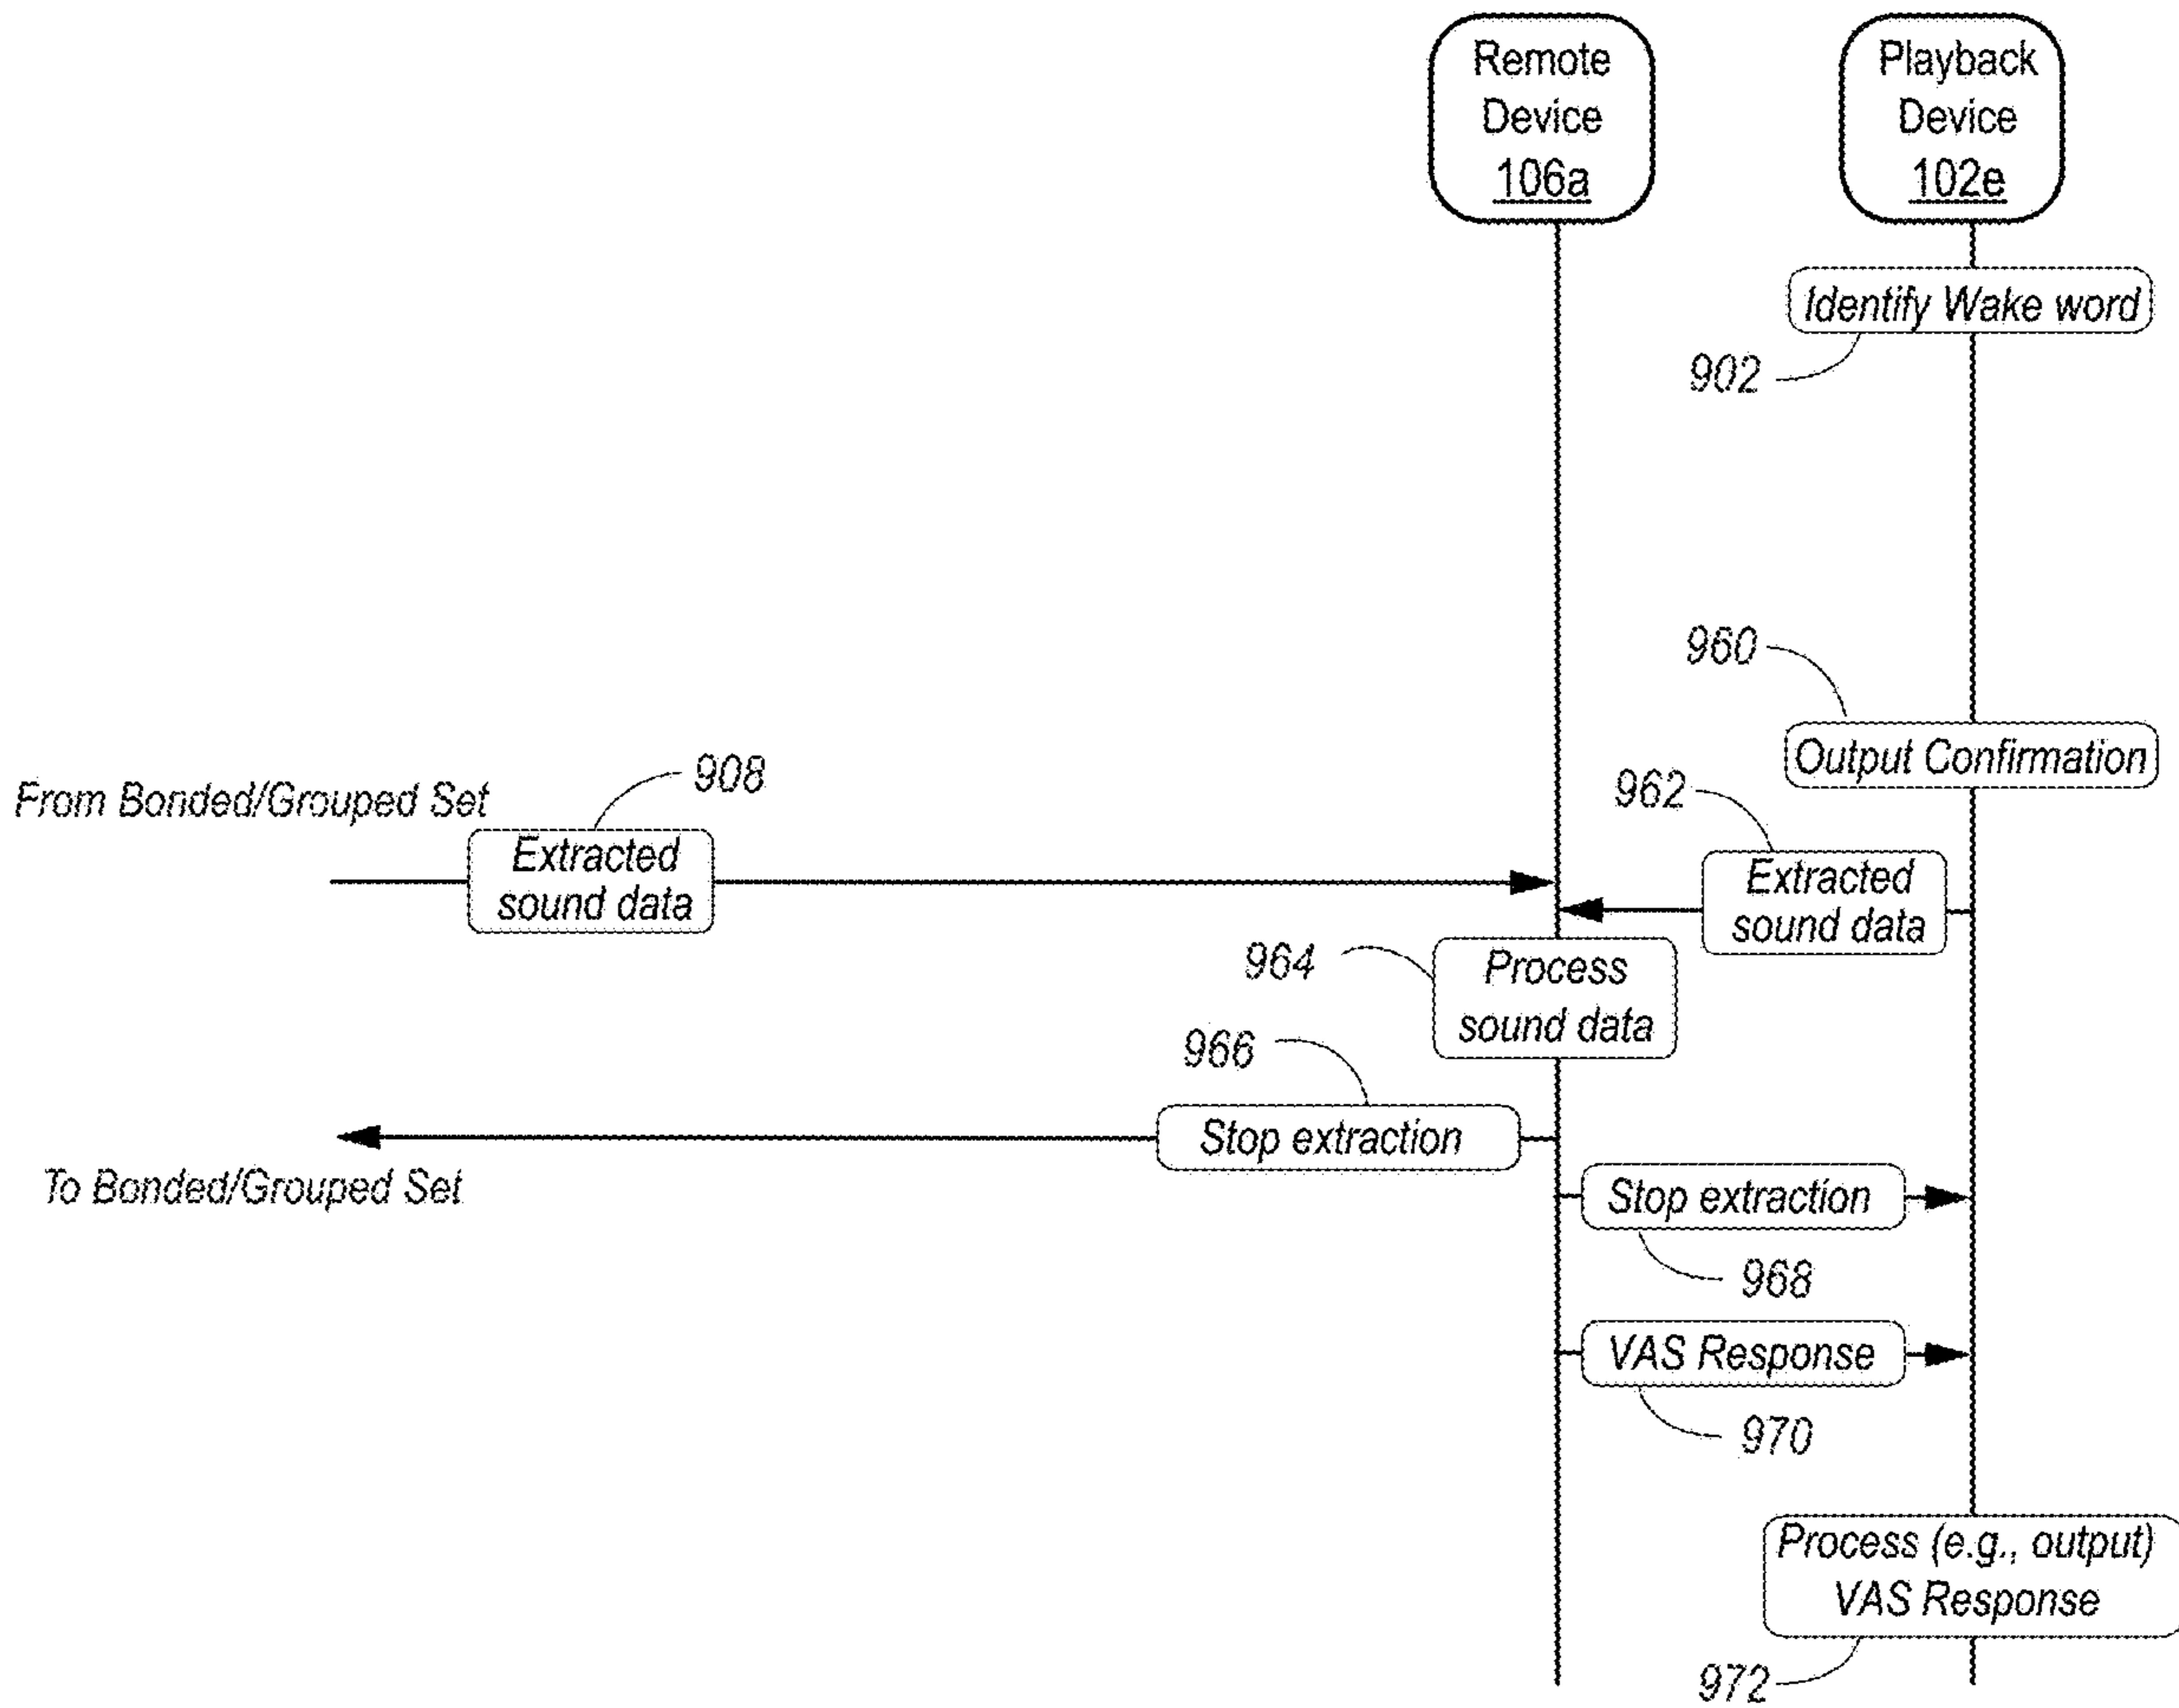 Remote
Device
106a
Playback
Device
102e
Identify Wake word
902
960
Output Confirmation
908
From Bonded/Grouped Set
Extracted
sound data
962
Extracted
sound data
964
Process
sound data
966
Stop extraction
To Bonded/Grouped Set
Stop extraction
968
VAS Response
970
Process (e.g., output)
VAS Response
972